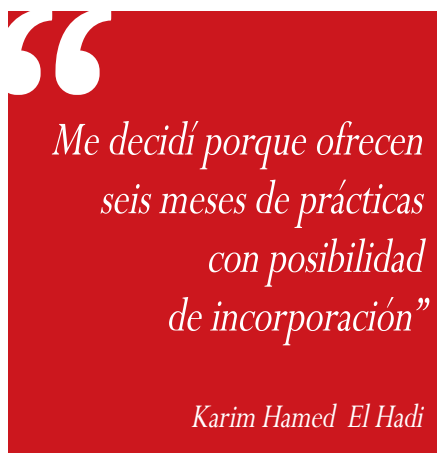 “
Me decidí porque ofrecen
seis meses de prácticas
con posibilidad
de incorporación”
Karim Hamed El Hadi